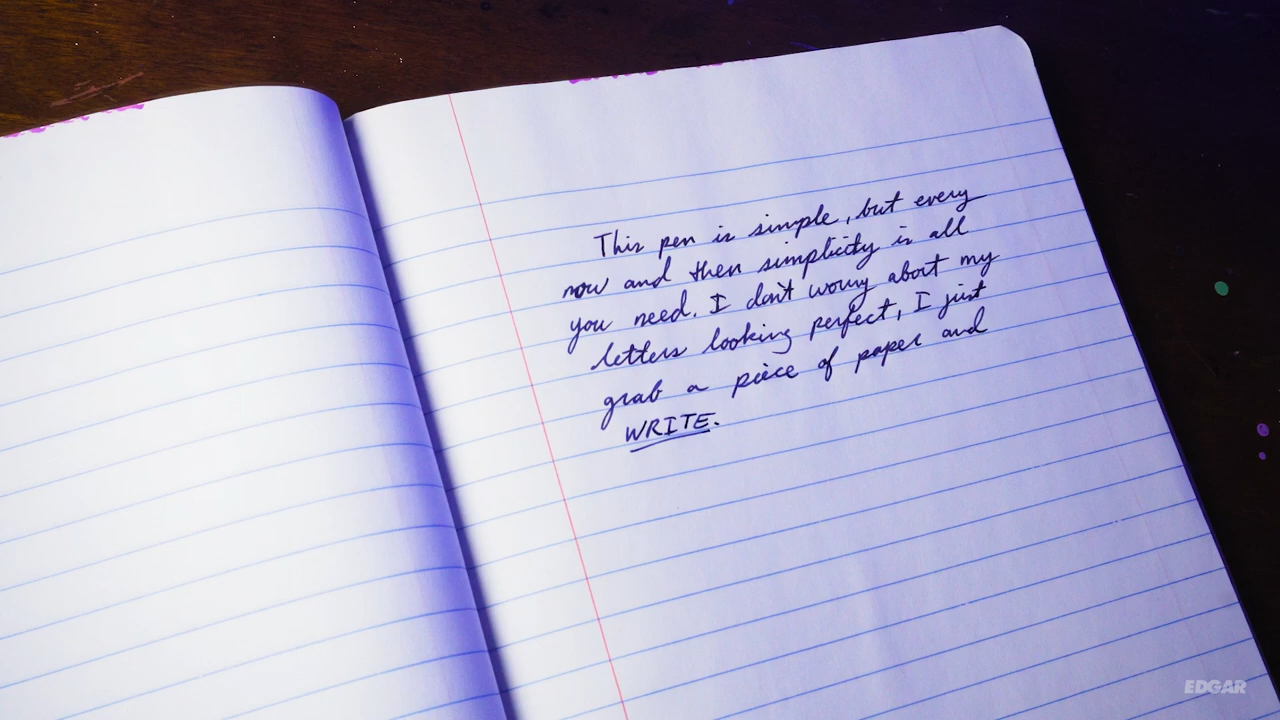 This pen is simple, but every
now and then simplicity is all
you need. I don't worry about my
letters looking perfect, I just
grab a piece of paper and
WRITE.
EDGAR